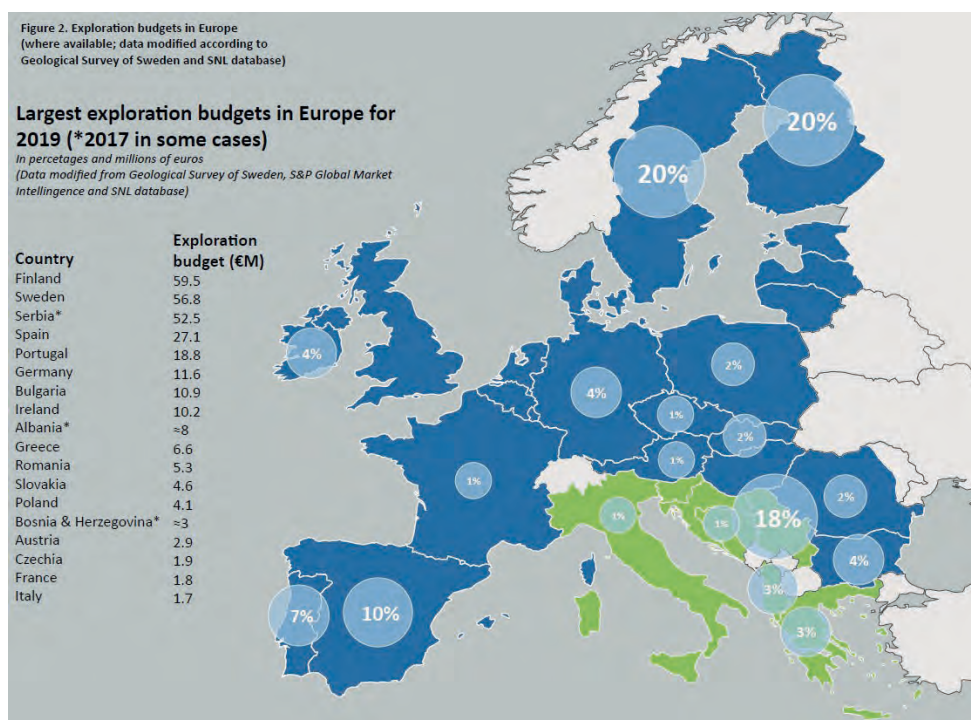 Figure 2. Exploration budgets in Europe
(where available; data modified according to
Geological Survey of Sweden and SNL database)
Largest exploration budgets in Europe for
2019 (*2017 in some cases)
In percetages and millions of euros
(Data modified from Geological Survey of Sweden, S&P Global Market
Intellingence and SNL database)
Country Exploration budget (€M)
Finland 59.5
Sweden 56.8
Serbia* 52.5
Spain 27.1
Portugal 18.8
Germany 11.6
Bulgaria 10.9
Ireland 10.2
Albania* ≈8
Greece 6.6
Romania 5.3
Slovakia 4.6
Poland 4.1
Bosnia & Herzegovina* ≈3
Austria 2.9
Czechia 1.9
France 1.8
Italy 1.7
20%
20%
4%
2%
4%
1%
2%
1%
1%
2%
1%
1%
18%
4%
3%
7%
10%
3%